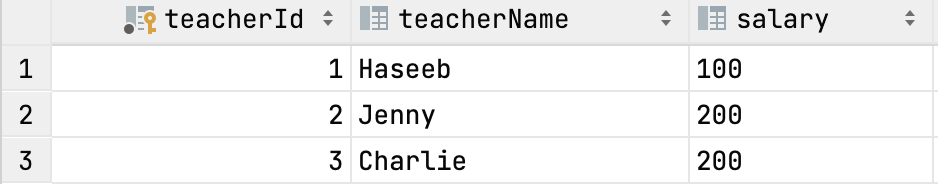 teacherId teacherName salary
1 1 Haseeb 100
2 2 Jenny 200
3 3 Charlie 200